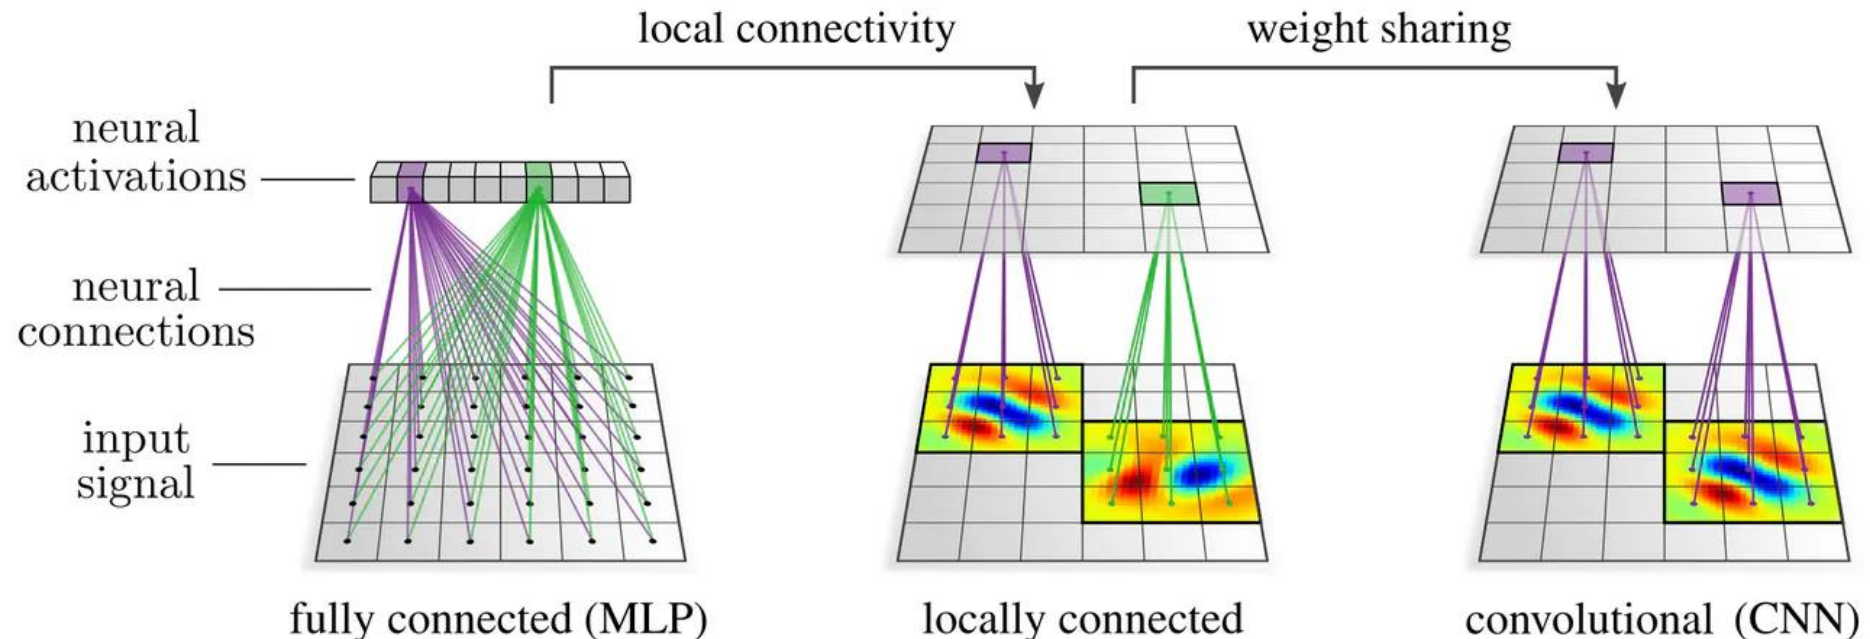 local connectivity
weight sharing
neural
activations
neural
connections
input
signal
fully connected (MLP)
locally connected
convolutional (CNN)